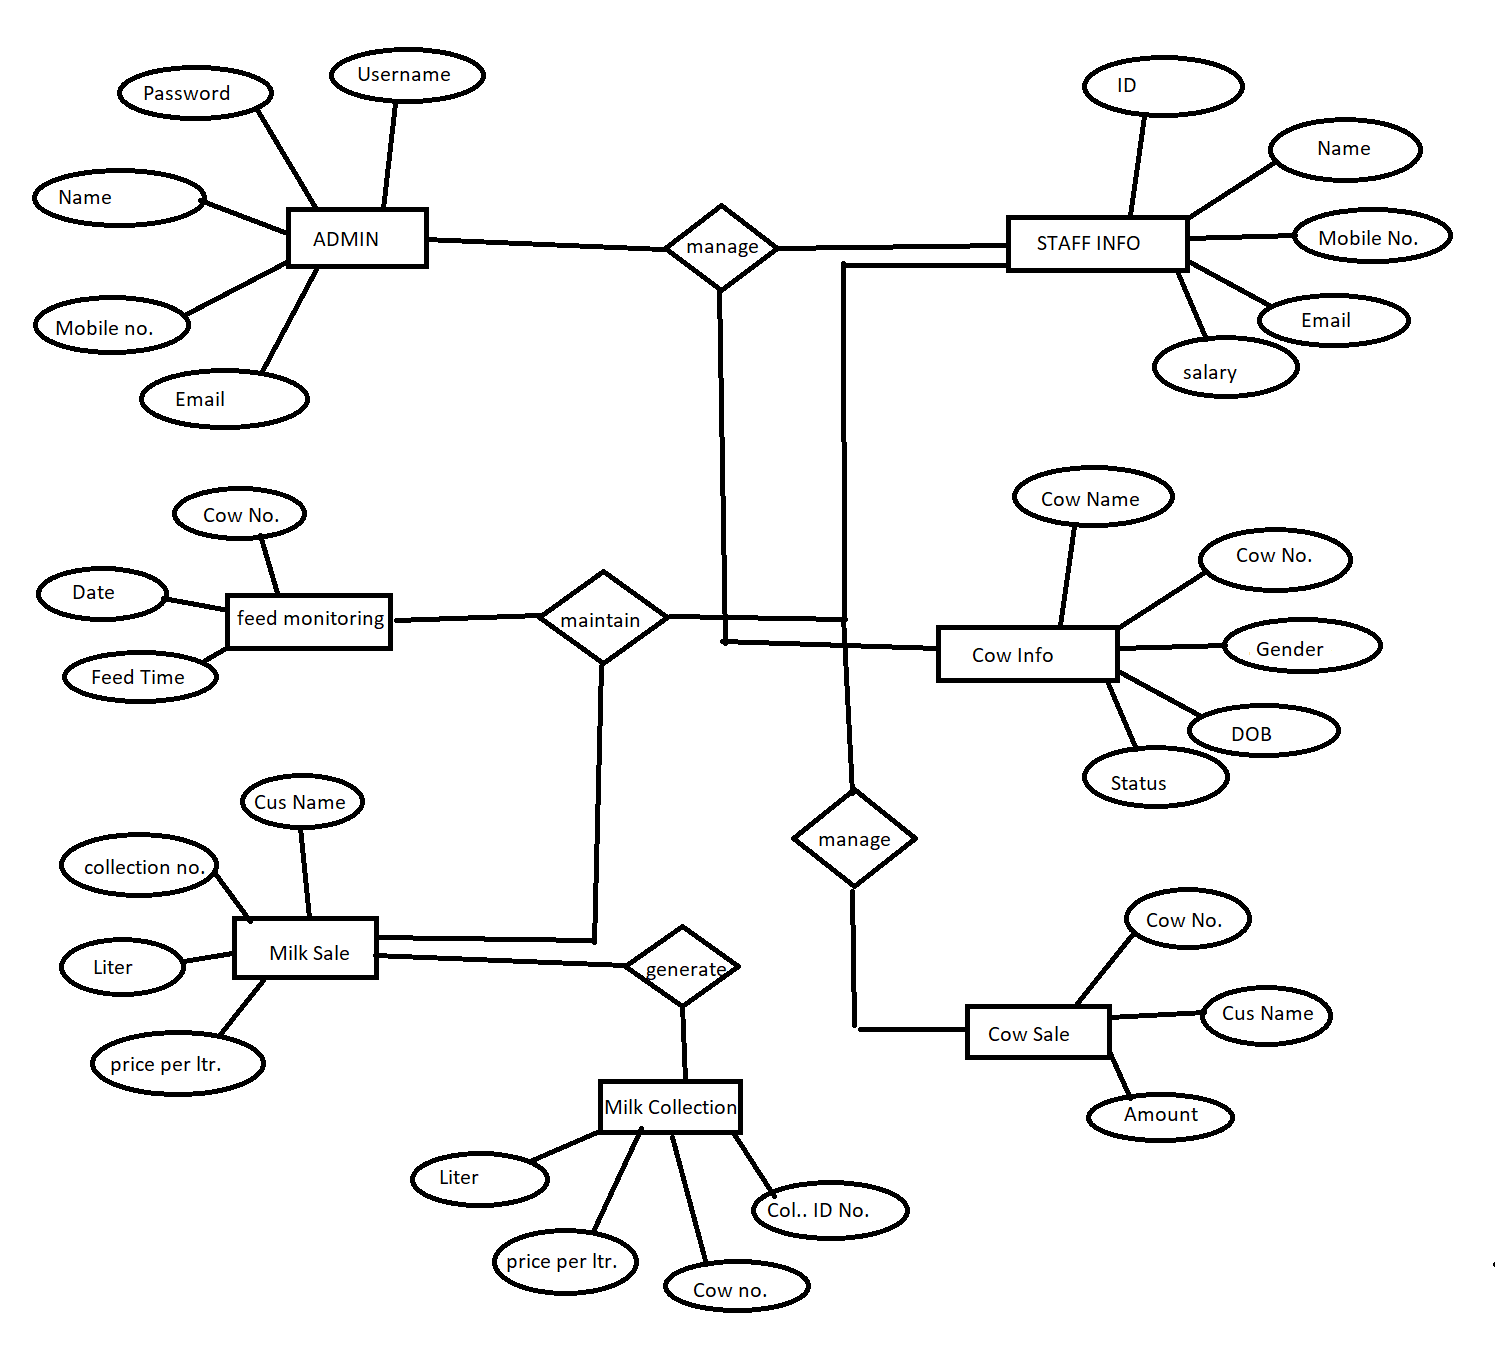 Username
Password
Name
ADMIN
Mobile no.
Email
manage
ID
Name
STAFF INFO
Mobile No.
Email
salary
Cow No.
Date
feed monitoring
Feed Time
maintain
Cow Name
Cow No.
Cow Info
Gender
DOB
Status
Cus Name
collection no.
Milk Sale
Liter
price per ltr.
generate
manage
Cow No.
Cus Name
Cow Sale
Amount
Milk Collection
Liter
Col.. ID No.
price per ltr.
Cow no.